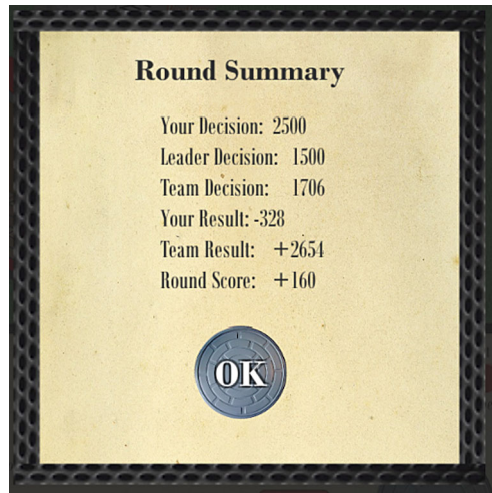 Round Summary
Your Decision: 2500
Leader Decision: 1500
Team Decision: 1706
Your Result: -328
Team Result: +2654
Round Score: +160
OK